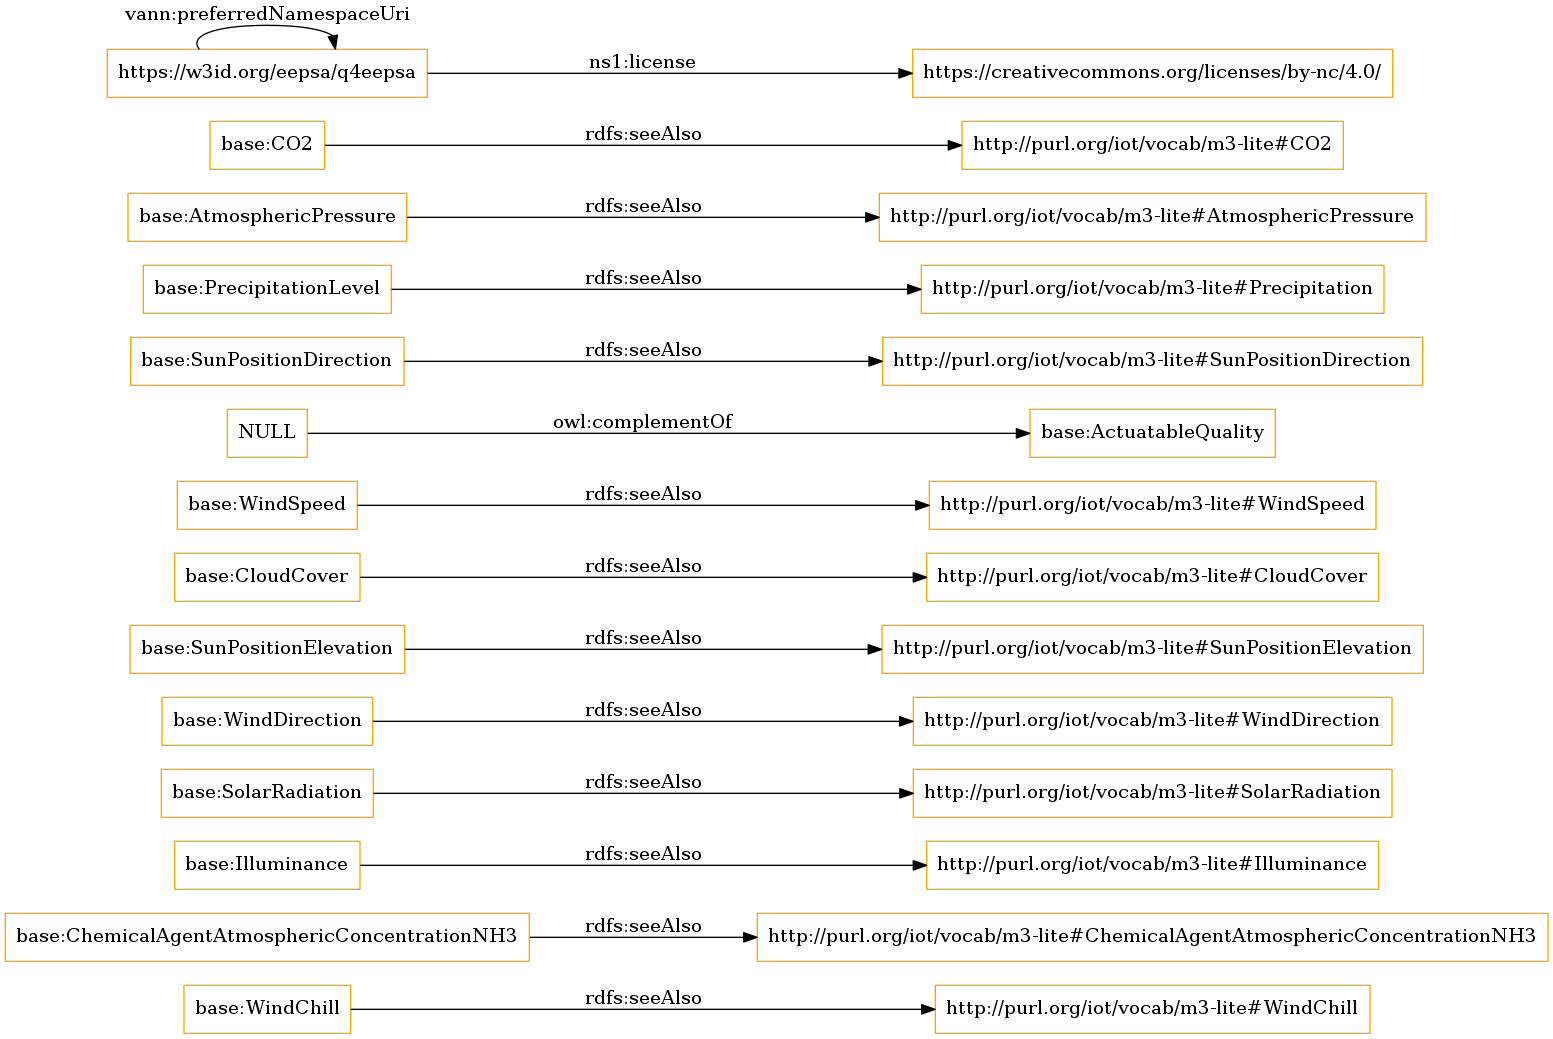 vann:preferredNamespaceUri
https://w3id.org/eepsa/q4eepsa ns1:license https://creativecommons.org/licenses/by-nc/4.0/
base:CO2 rdfs:seeAlso http://purl.org/iot/vocab/m3-lite#CO2
base:AtmosphericPressure rdfs:seeAlso http://purl.org/iot/vocab/m3-lite#AtmosphericPressure
base:PrecipitationLevel rdfs:seeAlso http://purl.org/iot/vocab/m3-lite#Precipitation
base:SunPositionDirection rdfs:seeAlso http://purl.org/iot/vocab/m3-lite#SunPositionDirection
NULL owl:complementOf base:ActuatableQuality
base:WindSpeed rdfs:seeAlso http://purl.org/iot/vocab/m3-lite#WindSpeed
base:CloudCover rdfs:seeAlso http://purl.org/iot/vocab/m3-lite#CloudCover
base:SunPositionElevation rdfs:seeAlso http://purl.org/iot/vocab/m3-lite#SunPositionElevation
base:WindDirection rdfs:seeAlso http://purl.org/iot/vocab/m3-lite#WindDirection
base:SolarRadiation rdfs:seeAlso http://purl.org/iot/vocab/m3-lite#SolarRadiation
base:Illuminance rdfs:seeAlso http://purl.org/iot/vocab/m3-lite#Illuminance
base:ChemicalAgentAtmosphericConcentrationNH3 rdfs:seeAlso http://purl.org/iot/vocab/m3-lite#ChemicalAgentAtmosphericConcentrationNH3
base:WindChill rdfs:seeAlso http://purl.org/iot/vocab/m3-lite#WindChill